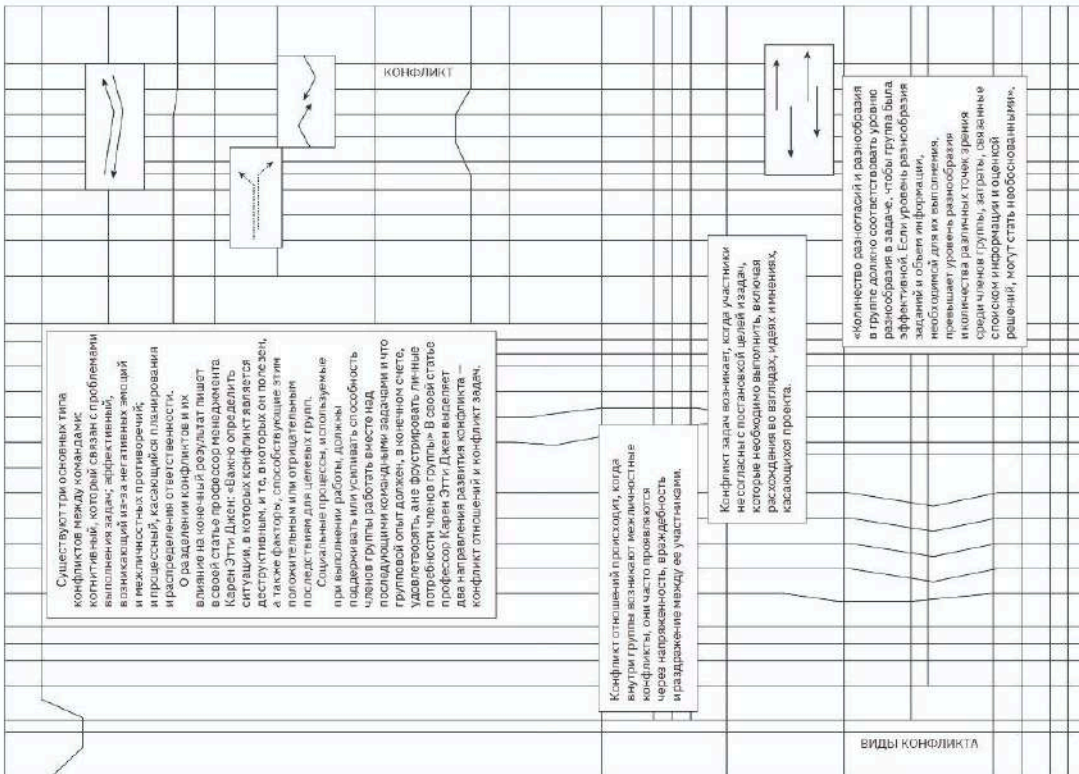 КОНФЛИКТ
Существуют три основных типа
конфликтов между командами:
когнитивный, который связан с проблемами
выполнения задач; аффективный,
возникающий из-за негативных эмоций
и межличностных противоречий;
и процессный, касающийся планирования
и распределения ответственности.
О разделении конфликтов и их
влияние на конечный результат пишет
в своей статье профессор менеджмента
Карен Этти Джен: «Важно определить
ситуации, в которых конфликт является
деструктивным, и те, в которых он полезен,
а также факторы, способствующие этим
положительным или отрицательным
последствиям для целевых групп.
Социальные процессы, используемые
при выполнении работы, должны
поддерживать или усиливать способность
членов группы работать вместе над
последующими командными задачами и что
групповой опыт должен, в конечном счете,
удовлетворять, а не фрустрировать личные
потребности членов группы» В своей статье
профессор Карен Этти Джен выделяет
два направления развития конфликта —
конфликт отношений и конфликт задач.
Конфликт отношений происходит, когда
внутри группы возникают межличностные
конфликты, они часто проявляются
через напряженность, враждебность
и раздражение между ее участниками.
Конфликт задач возникает, когда участники
не согласны с постановкой целей и задач,
которые необходимо выполнить, включая
расхождения во взглядах, идеях и мнениях,
касающихся проекта.
«Количество разногласий и разнообразия
в группе должно соответствовать уровню
разнообразия в задаче, чтобы группа была
эффективной. Если уровень разнообразия
заданий и объем информации,
необходимой для их выполнения,
превышает уровень разнообразия
и количества различных точек зрения
среди членов группы, затраты, связанные
с поиском информации и оценкой
решений, могут стать необоснованными».
ВИДЫ КОНФЛИКТА